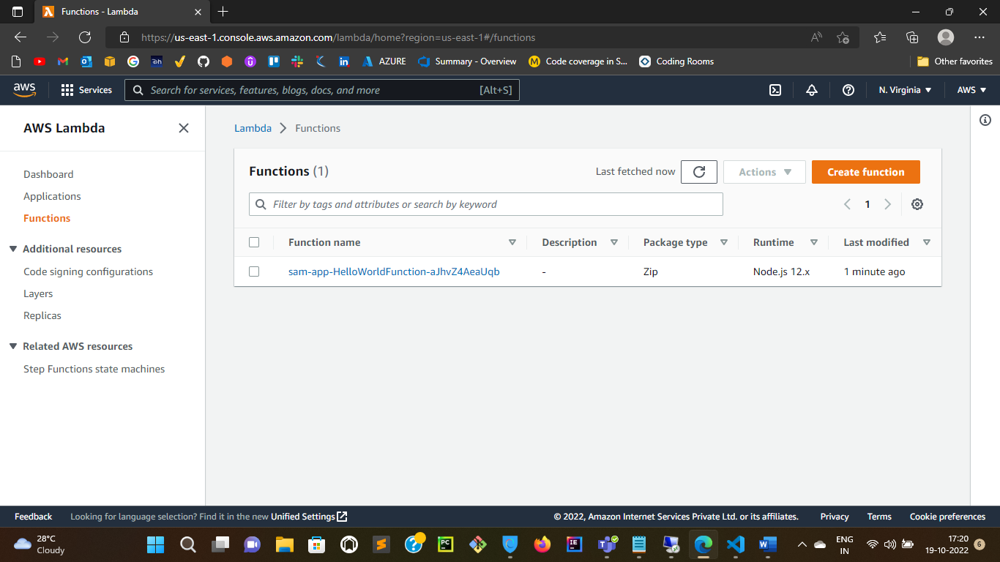 Functions - Lambda
https://us-east-1.console.aws.amazon.com/lambda/home?region=us-east-1#/functions
AZURE
Summary - Overview
Code coverage in S...
Coding Rooms
Other favorites
aws
Services
Search for services, features, blogs, docs, and more
[Alt+S]
N. Virginia
AWS
AWS Lambda
Dashboard
Applications
Functions
Additional resources
Code signing configurations
Layers
Replicas
Related AWS resources
Step Functions state machines
Lambda
Functions
Functions (1)
Last fetched now
Actions
Create function
Filter by tags and attributes or search by keyword
1
Function name
Description
Package type
Runtime
Last modified
sam-app-HelloWorldFunction-aJhvZ4AeaUqb
-
Zip
Node.js 12.x
1 minute ago
Feedback
Looking for language selection? Find it in the new Unified Settings
© 2022, Amazon Internet Services Private Ltd. or its affiliates.
Privacy
Terms
Cookie preferences
28°C
Cloudy
ENG
IN
17:20
19-10-2022
6